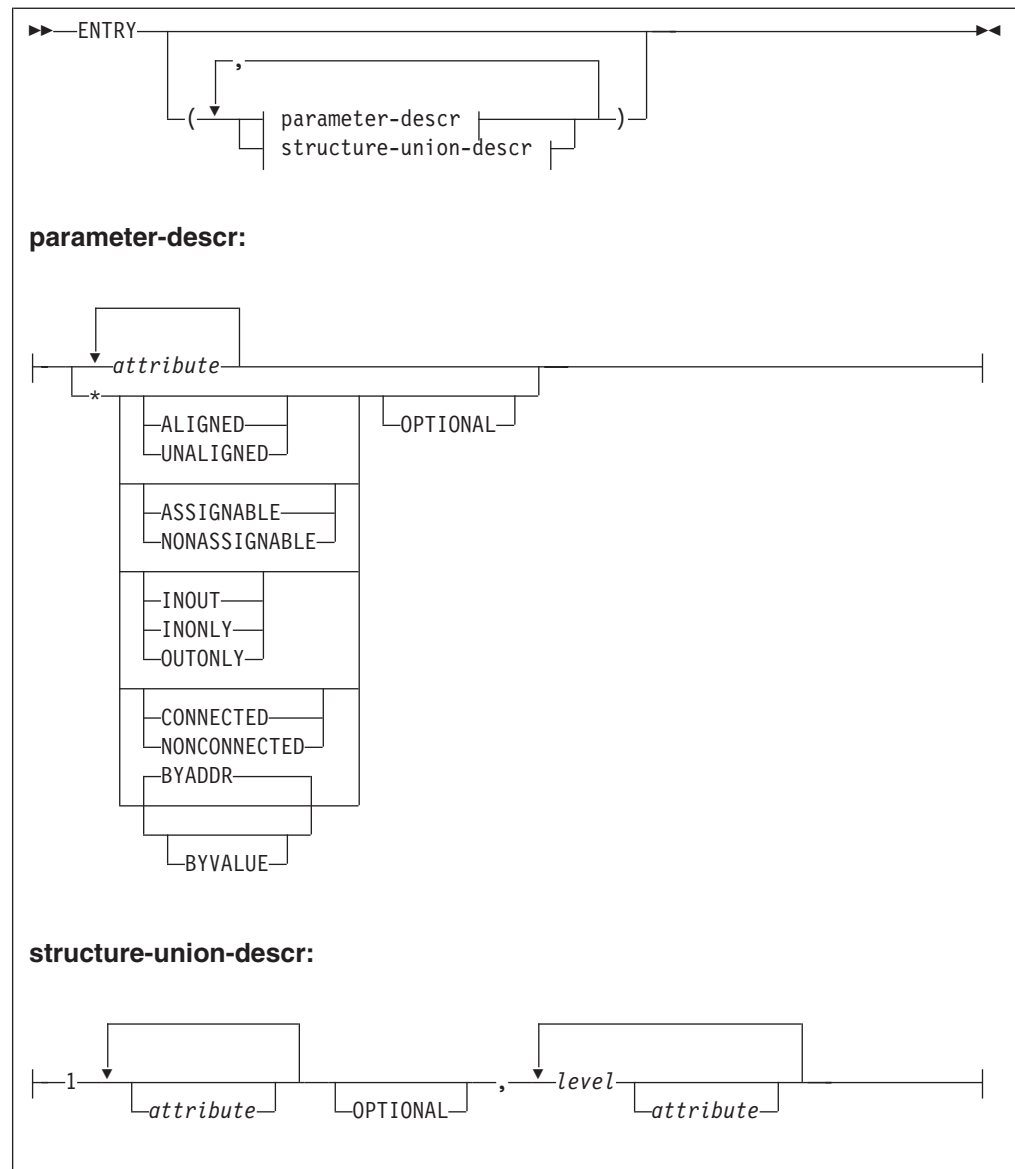 ENTRY
,
( parameter-descr )
structure-union-descr
parameter-descr:
attribute
*
ALIGNED OPTIONAL
UNALIGNED
ASSIGNABLE
NONASSIGNABLE
INOUT
INONLY
OUTONLY
CONNECTED
NONCONNECTED
BYADDR
BYVALUE
structure-union-descr:
1 , level
attribute OPTIONAL attribute